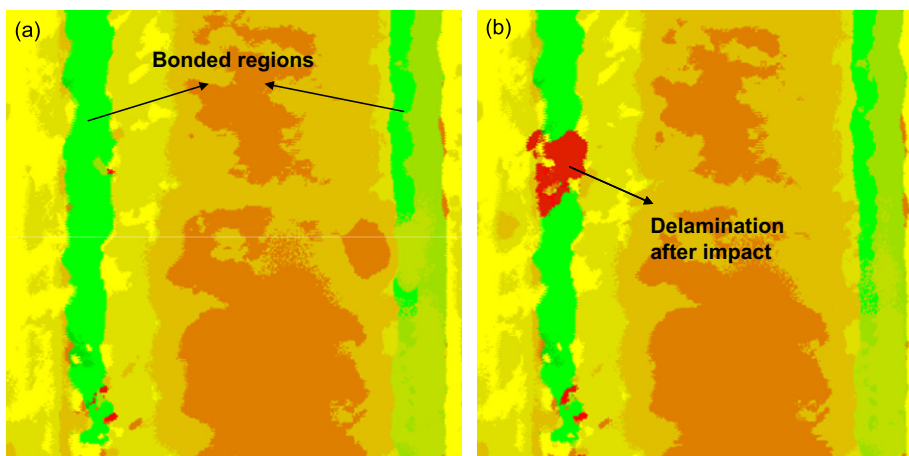 (a)
Bonded regions
(b)
Delamination
after impact